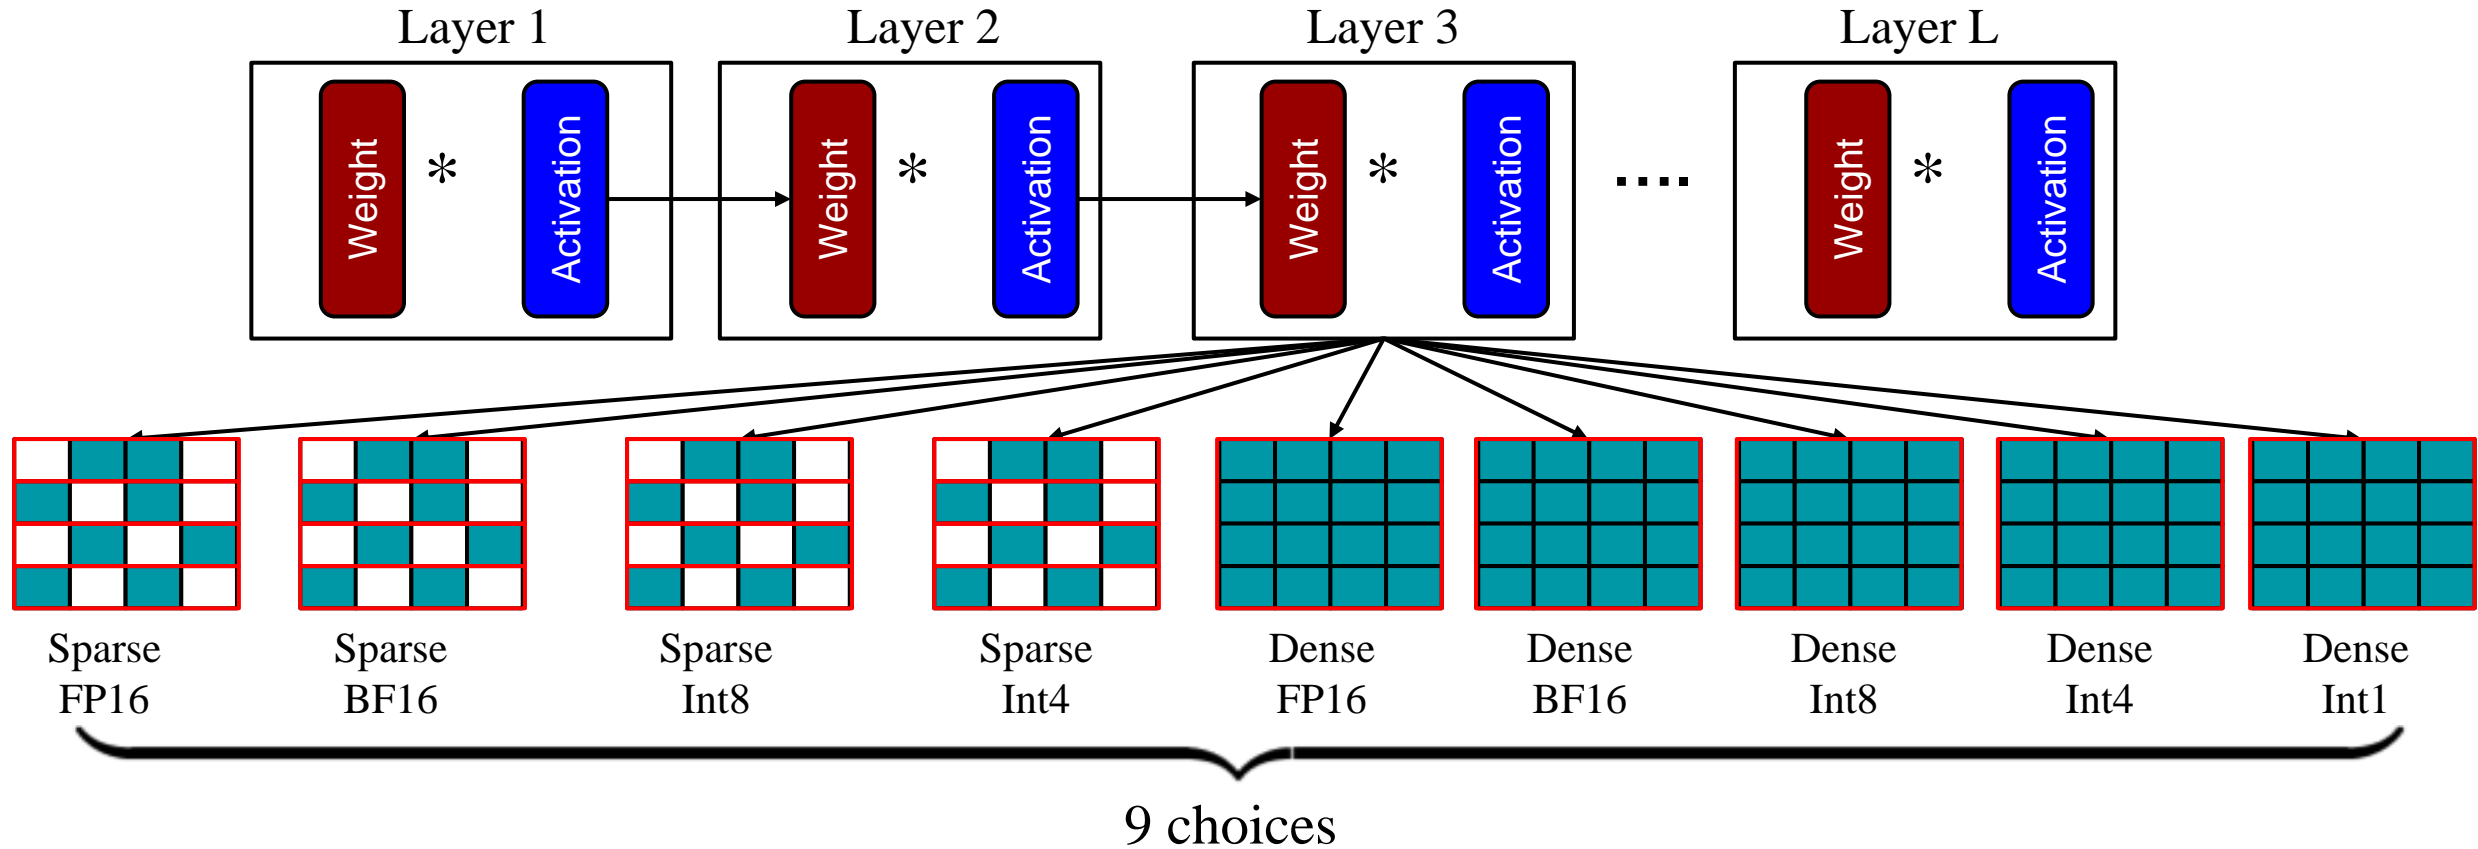 Layer 1
Layer 2
Layer 3
Layer L
Weight
*
Activation
Weight
*
Activation
Weight
*
Activation
....
Weight
*
Activation
Sparse
FP16
Sparse
BF16
Sparse
Int8
Sparse
Int4
Dense
FP16
Dense
BF16
Dense
Int8
Dense
Int4
Dense
Int1
9 choices